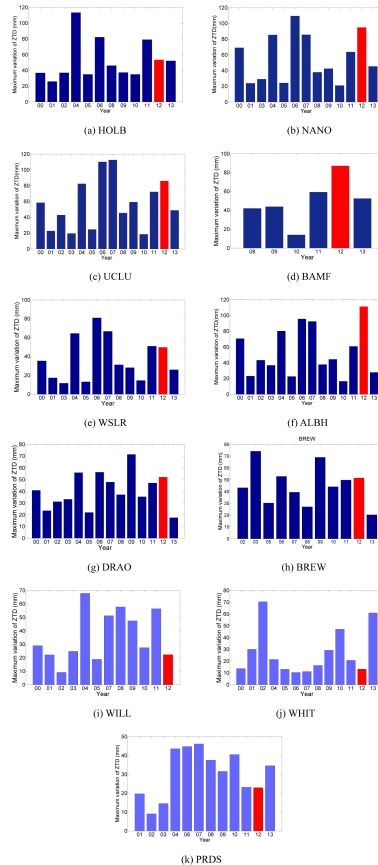 Maximum variation of ZTD (mm)
120
100
80
60
40
20
0
00 01 02 04 05 06 08 09 10 11 12 13
Year
(a) HOLB
Maximum variation of ZTD(mm)
120
100
80
60
40
20
0
00 01 02 04 05 06 07 08 09 10 11 12 13
Year
(b) NANO
Maximum variation of ZTD (mm)
120
100
80
60
40
20
0
00 01 02 03 04 05 06 07 08 09 10 11 12 13
Year
(c) UCLU
Maximum variation of ZTD (mm)
100
80
60
40
20
0
08 09 10 11 12 13
Year
(d) BAMF
Maximum variation of ZTD (mm)
100
80
60
40
20
0
00 01 02 04 05 06 07 08 09 10 11 12 13
Year
(e) WSLR
Maximum variation of ZTD(mm)
120
100
80
60
40
20
0
00 01 02 03 04 05 06 07 08 09 10 11 12 13
Year
(f) ALBH
Maximum variation of ZTD (mm)
80
70
60
50
40
30
20
10
0
00 01 02 03 04 05 06 07 08 09 10 11 12 13
Year
(g) DRAO
BREW
Maximum variation of ZTD (mm)
80
70
60
50
40
30
20
10
0
02 03 05 06 07 08 09 10 11 12 13
Year
(h) BREW
Maximum variation of ZTD (mm)
70
60
50
40
30
20
10
0
00 01 02 03 04 05 07 08 09 10 11 12
Year
(i) WILL
Maximum variation of ZTD (mm)
80
70
60
50
40
30
20
10
0
00 01 02 04 05 06 07 08 09 10 11 12 13
Year
(j) WHIT
Maximum variation of ZTD (mm)
50
40
30
20
10
0
01 02 03 04 06 07 08 09 10 11 12 13
Year
(k) PRDS